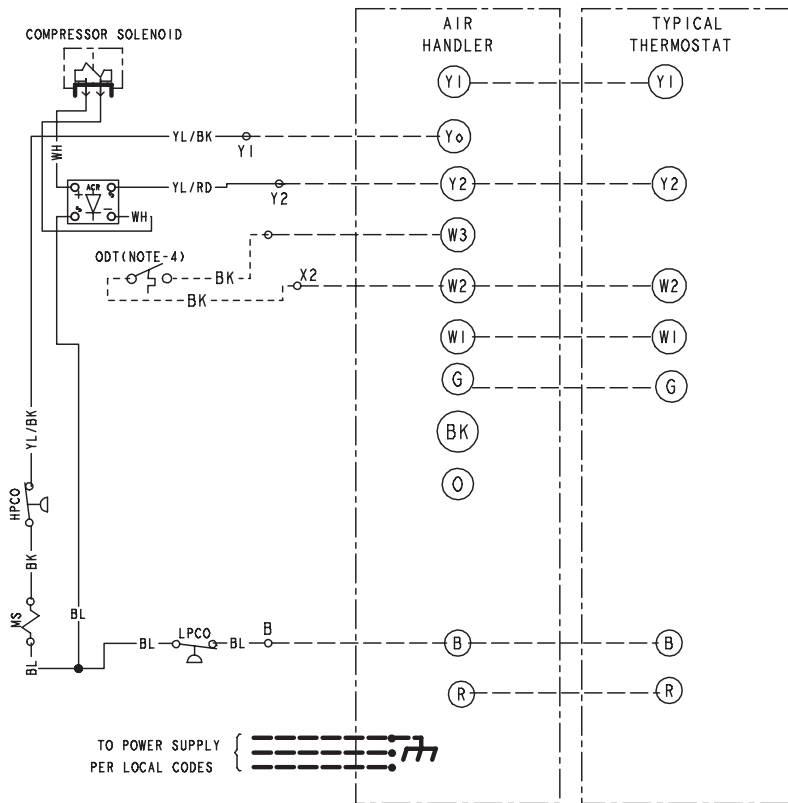 AIR
HANDLER
TYPICAL
THERMOSTAT
COMPRESSOR SOLENOID
Y1
Y1
YL/BK
Y1
Yo
WH
ACR
YL/RD
Y2
Y2
Y2
WH
W3
ODT(NOTE-4)
BK
X2
BK
W2
W2
W1
W1
G
G
YL/BK
BK
O
HPCO
BK
MS
BL
BL
BL
LPCO
BL
B
B
B
R
R
TO POWER SUPPLY
PER LOCAL CODES